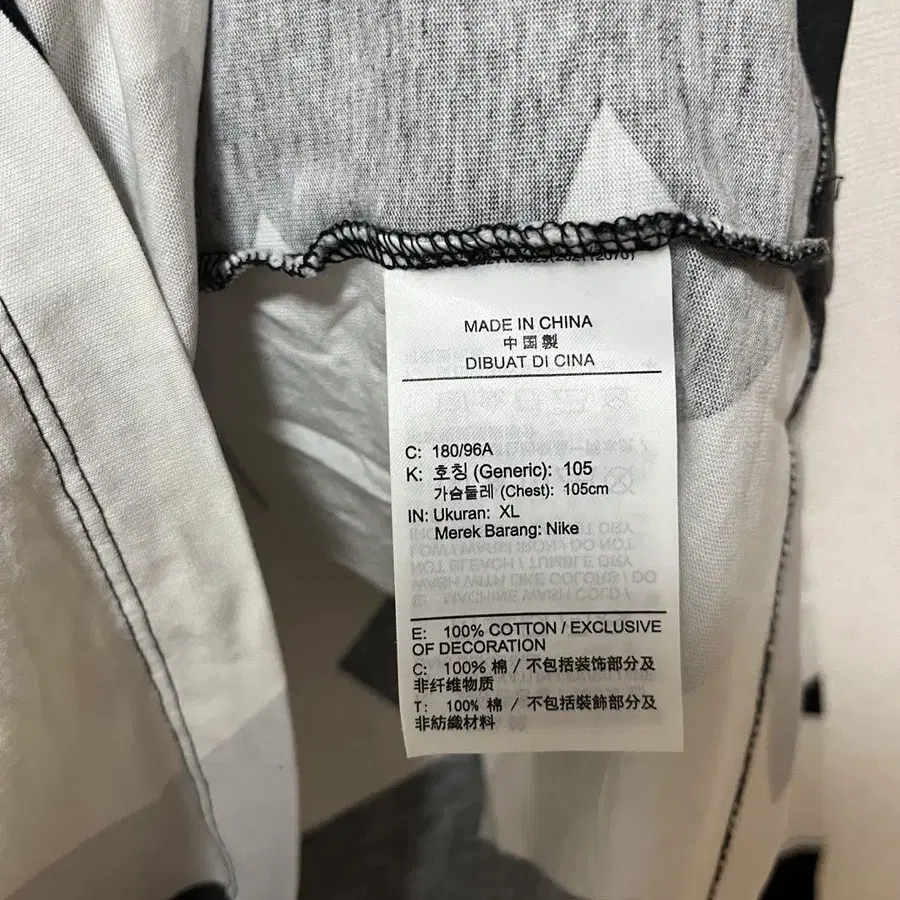 MADE IN CHINA
中国製
DIBUAT DI CINA
C: 180/96A
K: 호칭 (Generic): 105
가슴둘레 (Chest): 105cm
IN: Ukuran: XL
Merek Barang: Nike
E: 100% COTTON / EXCLUSIVE
OF DECORATION
C: 100% 棉 / 不包括装饰部分及
非纤维物质
T: 100% 棉 / 不包括裝飾部分及
非紡織材料